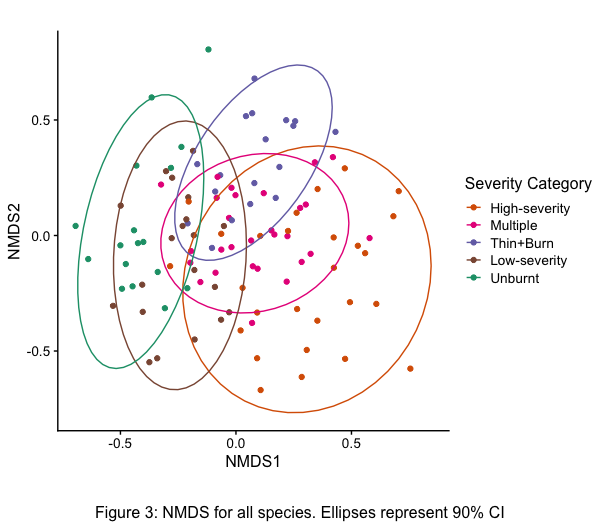 0.5
0.0
-0.5
NMDS2
-0.5
0.0
0.5
NMDS1
Severity Category
High-severity
Multiple
Thin+Burn
Low-severity
Unburnt
Figure 3: NMDS for all species. Ellipses represent 90% CI